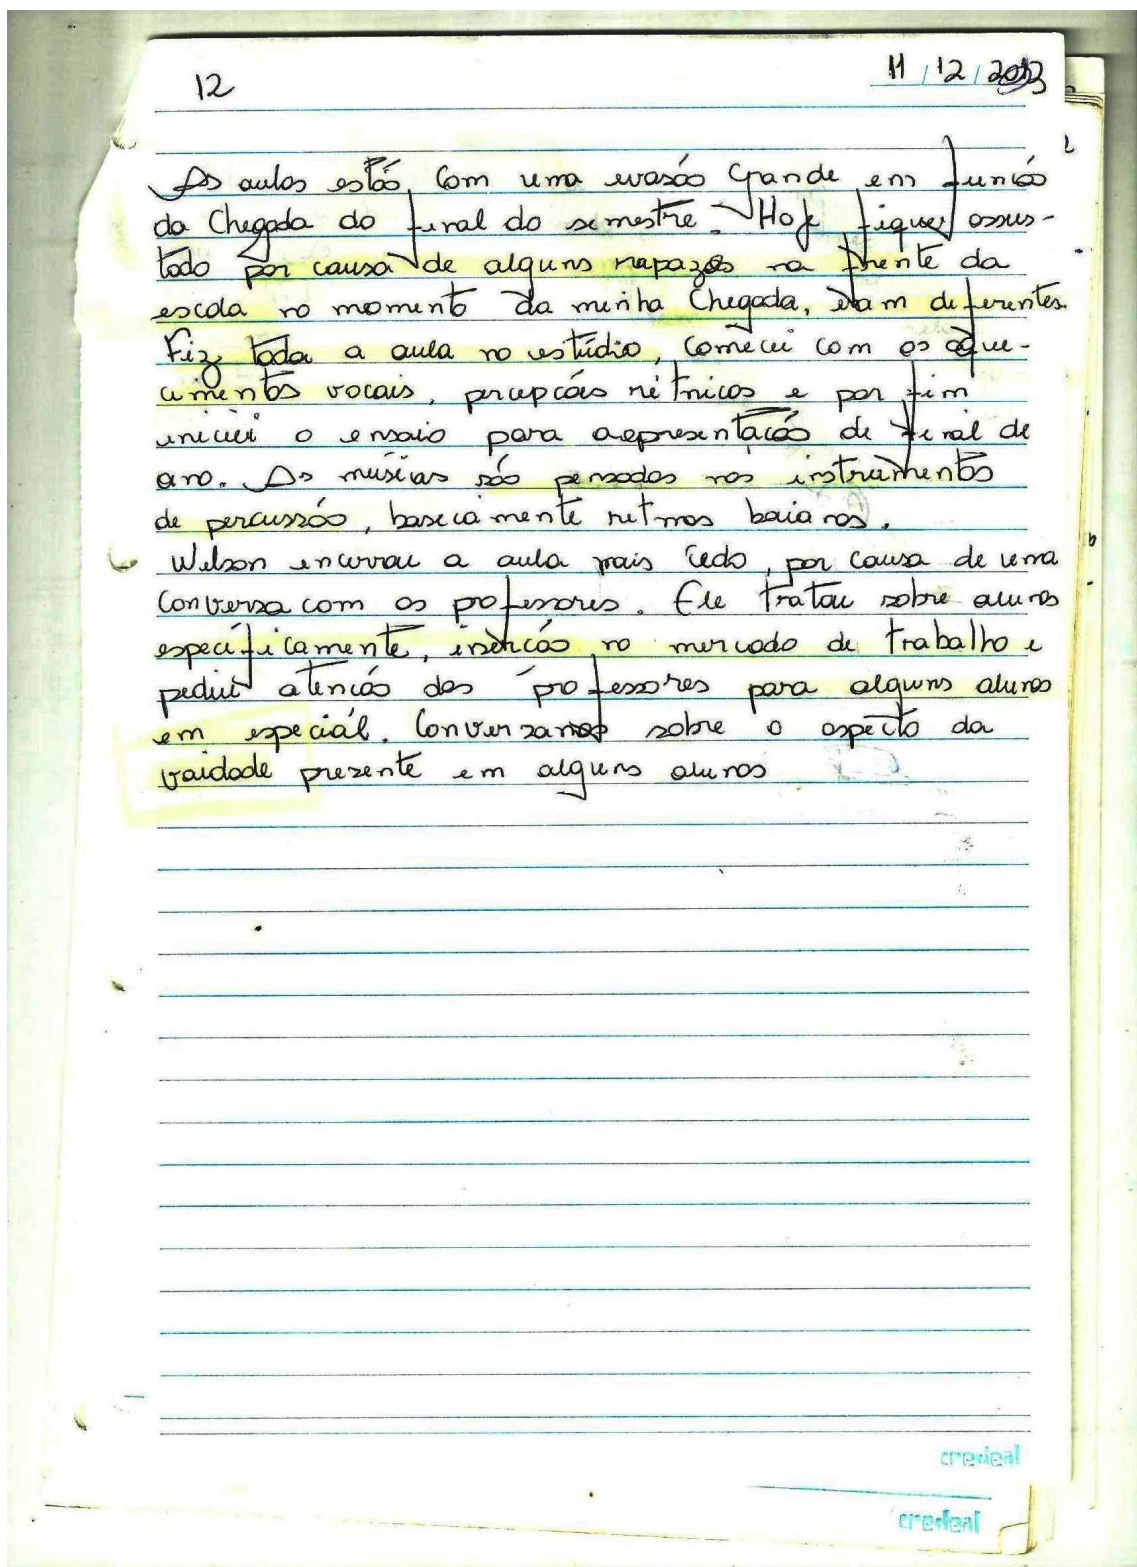 12
11/12/2013
As aulas estão com uma evasão grande em função
da Chegada do final do semestre. Hoje fiquei assus-
tado por causa de alguns rapazes na frente da
escola no momento da minha Chegada, eram diferentes.
Fiz toda a aula no estúdio, comecei com os aque-
cimentos vocais, percepções rítmicas e por fim
iniciei o ensaio para aapresentação de final de
ano. As músicas são pensadas nos instrumentos
de percussão, basicamente ritmos baianos.
Wilson encerrou a aula mais cedo, por causa de uma
Conversa com os professores. Ele tratou sobre alunos
específicamente, inserção no mercado de trabalho e
pediu atenção dos professores para alguns alunos
em especiál. Conversamos sobre o aspecto da
vaidade presente em alguns alunos
credeal
credeal